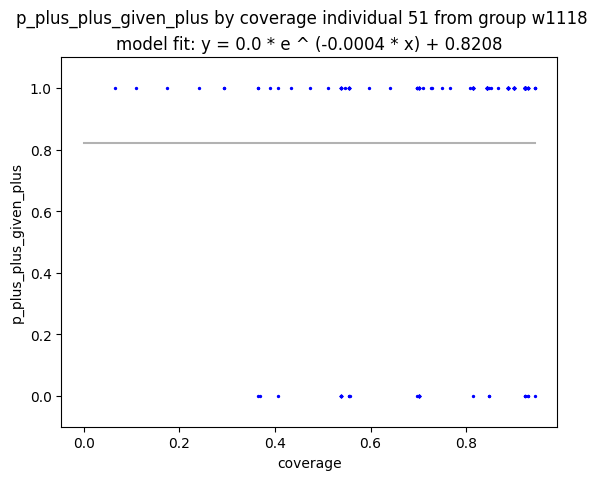 p_plus_plus_given_plus by coverage individual 51 from group w1118
model fit: y = 0.0 * e ^ (-0.0004 * x) + 0.8208
1.0
0.8
0.6
0.4
0.2
0.0
p_plus_plus_given_plus
0.0 0.2 0.4 0.6 0.8
coverage